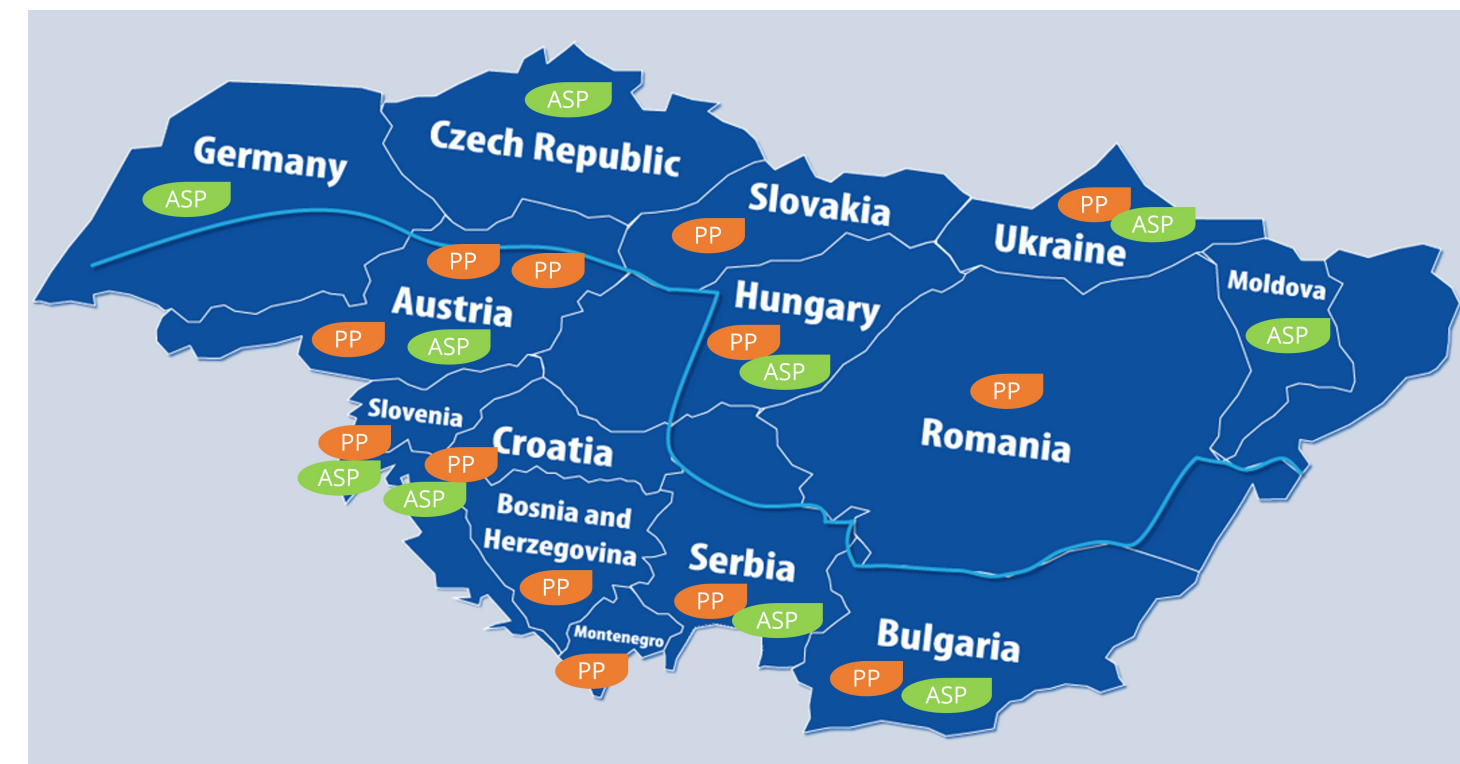 ASP
Czech Republic
Germany
ASP
Slovakia
PP
PP
ASP
Ukraine
PP
PP
Austria
PP
ASP
Hungary
PP
ASP
Moldova
ASP
PP
Romania
Slovenia
PP
ASP
Croatia
PP
ASP
Bosnia and
Herzegovina
PP
Serbia
PP
ASP
Montenegro
PP
Bulgaria
PP
ASP